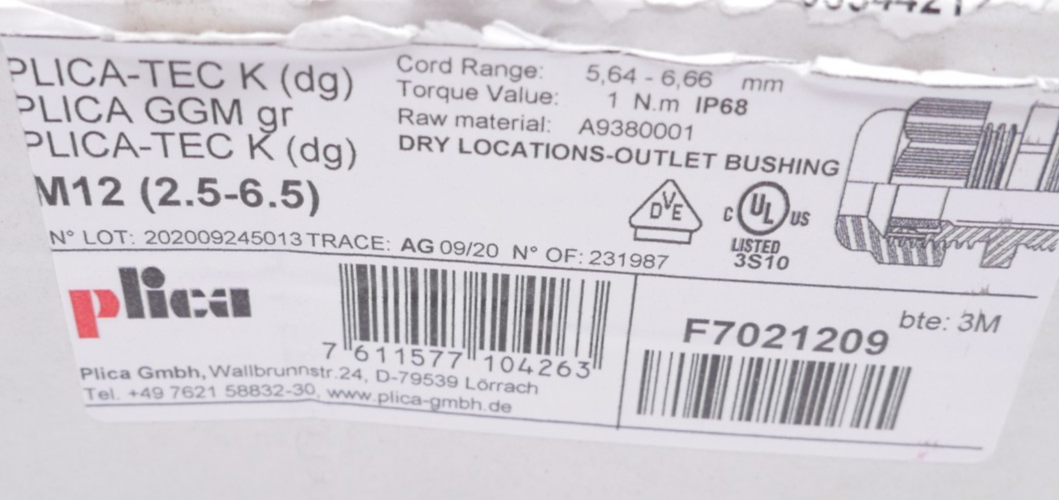 PLICA-TEC K (dg)
PLICA GGM gr
PLICA-TEC K (dg)
M12 (2.5-6.5)
Cord Range: 5,64 - 6,66 mm
Torque Value: 1 N.m IP68
Raw material: A9380001
DRY LOCATIONS-OUTLET BUSHING
DVE
C UL US
LISTED
3S10
N° LOT: 202009245013 TRACE: AG 09/20 N° OF: 231987
plica
7 611577 104263
Plica Gmbh, Wallbrunnstr.24, D-79539 Lörrach
Tel. +49 7621 58832-30, www.plica-gmbh.de
F7021209
bte: 3M